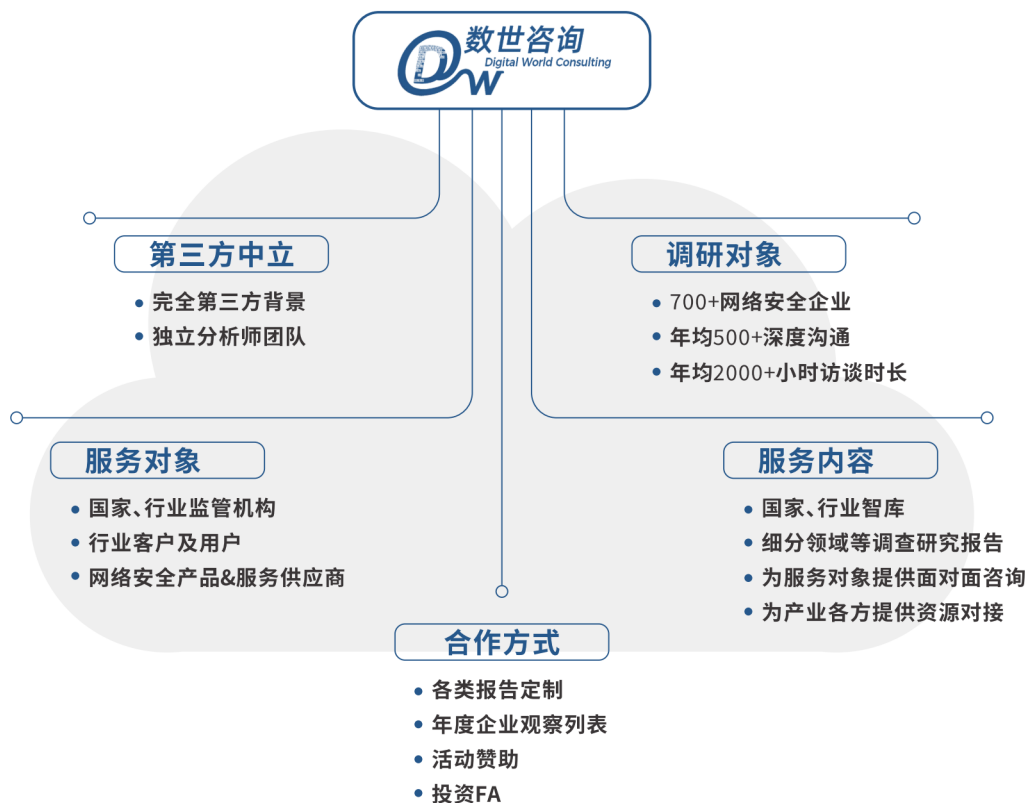 数世咨询
Digital World Consulting
DW
第三方中立
完全第三方背景
独立分析师团队
调研对象
700+网络安全企业
年均500+深度沟通
年均2000+小时访谈时长
服务对象
国家、行业监管机构
行业客户及用户
网络安全产品&服务供应商
服务内容
国家、行业智库
细分领域等调查研究报告
为服务对象提供面对面咨询
为产业各方提供资源对接
合作方式
各类报告定制
年度企业观察列表
活动赞助
投资FA